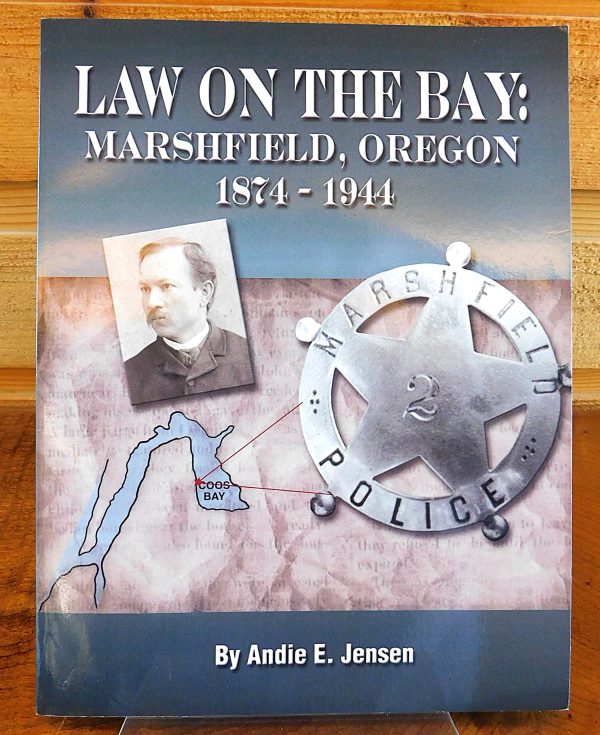 LAW ON THE BAY:
MARSHFIELD, OREGON
1874 - 1944
MARSHFIELD
2
POLICE
COOS
BAY
By Andie E. Jensen